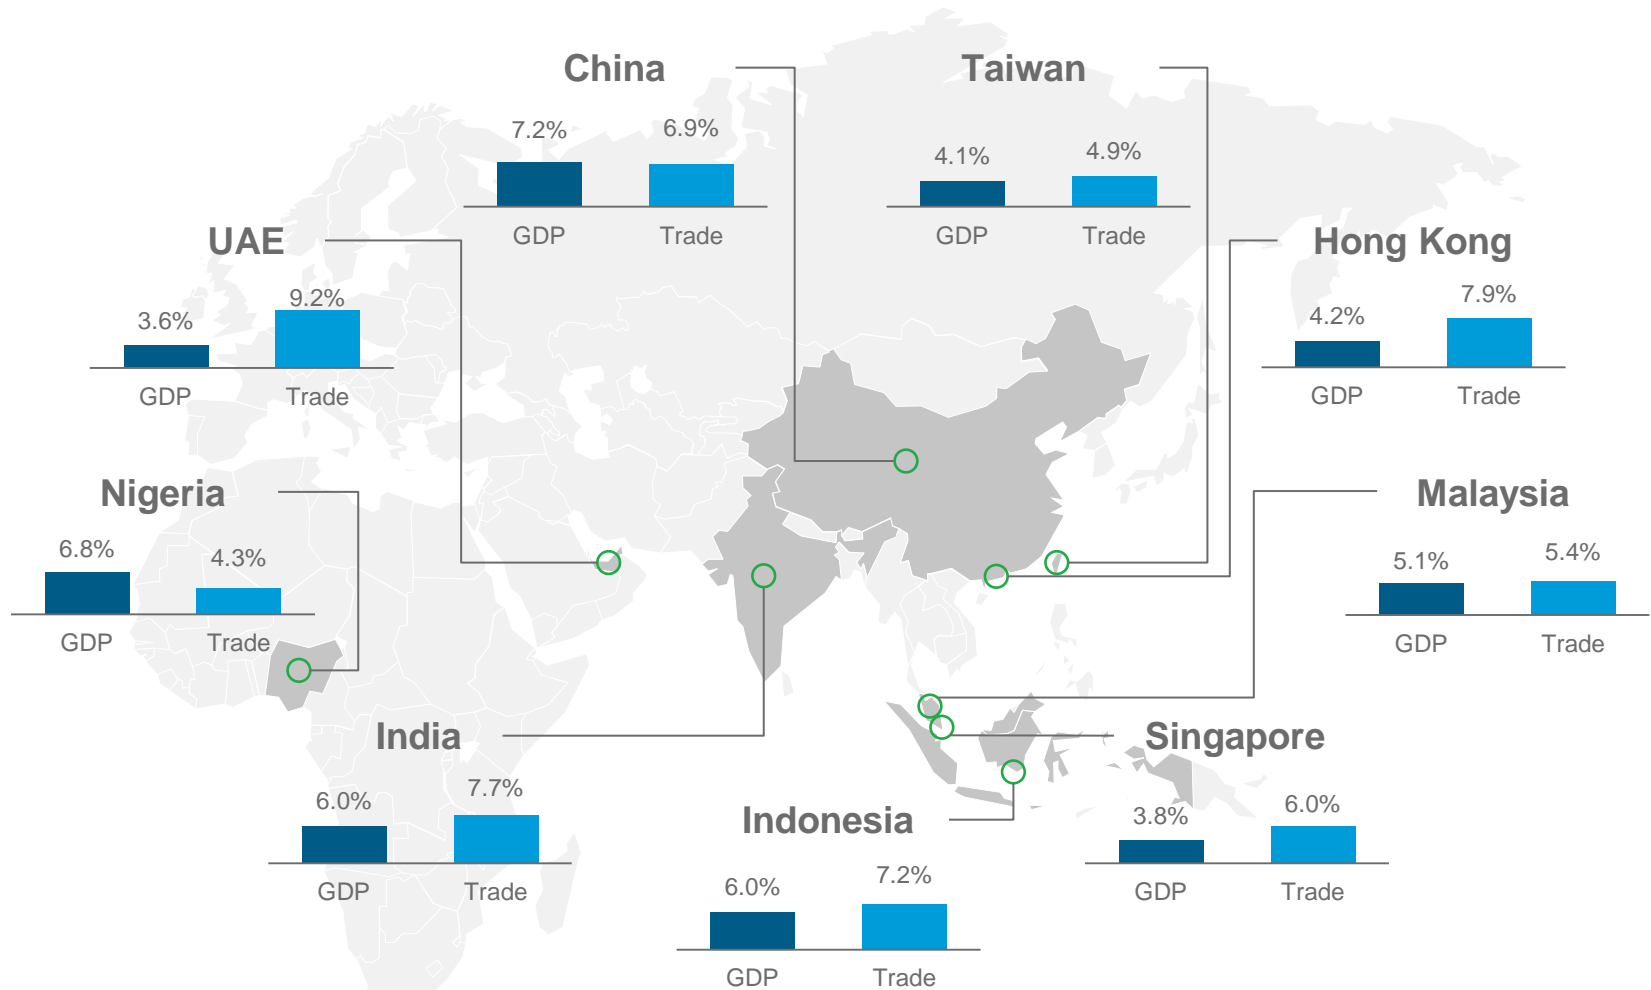 China
7.2%
6.9%
GDP
Trade
Taiwan
4.1%
4.9%
GDP
Trade
UAE
3.6%
9.2%
GDP
Trade
Hong Kong
4.2%
7.9%
GDP
Trade
Nigeria
6.8%
4.3%
GDP
Trade
Malaysia
5.1%
5.4%
GDP
Trade
India
6.0%
7.7%
GDP
Trade
Singapore
3.8%
6.0%
GDP
Trade
Indonesia
6.0%
7.2%
GDP
Trade